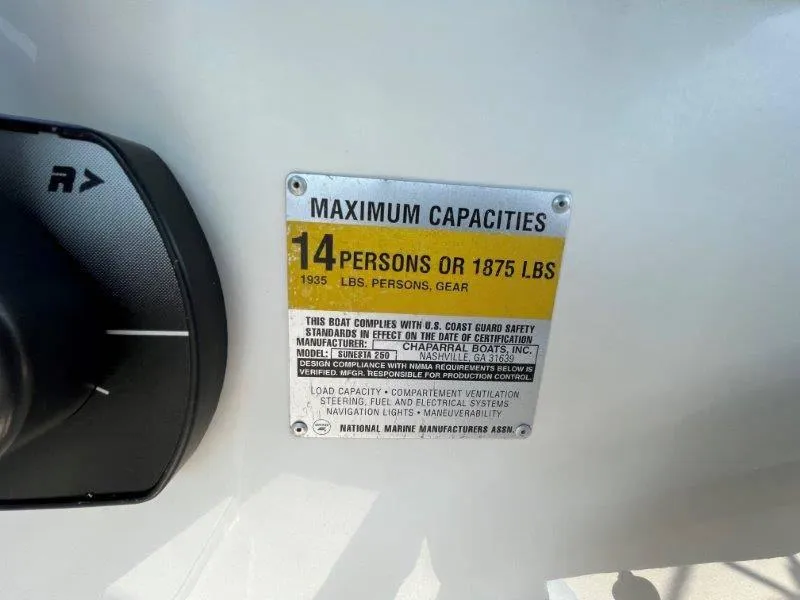 R>
MAXIMUM CAPACITIES
14 PERSONS OR 1875 LBS
1935 LBS. PERSONS, GEAR
THIS BOAT COMPLIES WITH U.S. COAST GUARD SAFETY
STANDARDS IN EFFECT ON THE DATE OF CERTIFICATION
MANUFACTURER: CHAPARRAL BOATS, INC.
MODEL: SUNESTA 250 NASHVILLE, GA 31639
DESIGN COMPLIANCE WITH NMMA REQUIREMENTS BELOW IS
VERIFIED. MFGR. RESPONSIBLE FOR PRODUCTION CONTROL.
LOAD CAPACITY • COMPARTEMENT VENTILATION
STEERING, FUEL AND ELECTRICAL SYSTEMS
NAVIGATION LIGHTS • MANEUVERABILITY
NATIONAL MARINE MANUFACTURERS ASSN.